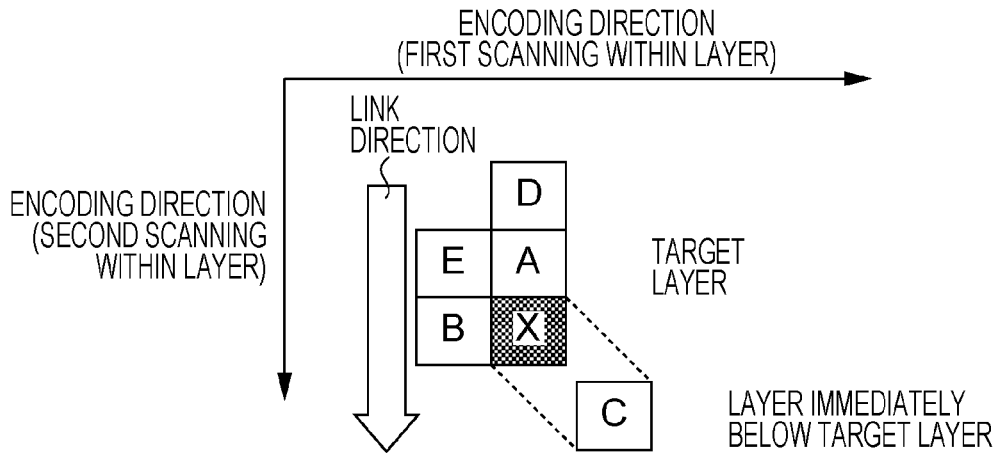 ENCODING DIRECTION
(FIRST SCANNING WITHIN LAYER)
LINK
DIRECTION
ENCODING DIRECTION
(SECOND SCANNING
WITHIN LAYER)
D
E A
B X
C
TARGET
LAYER
LAYER IMMEDIATELY
BELOW TARGET LAYER